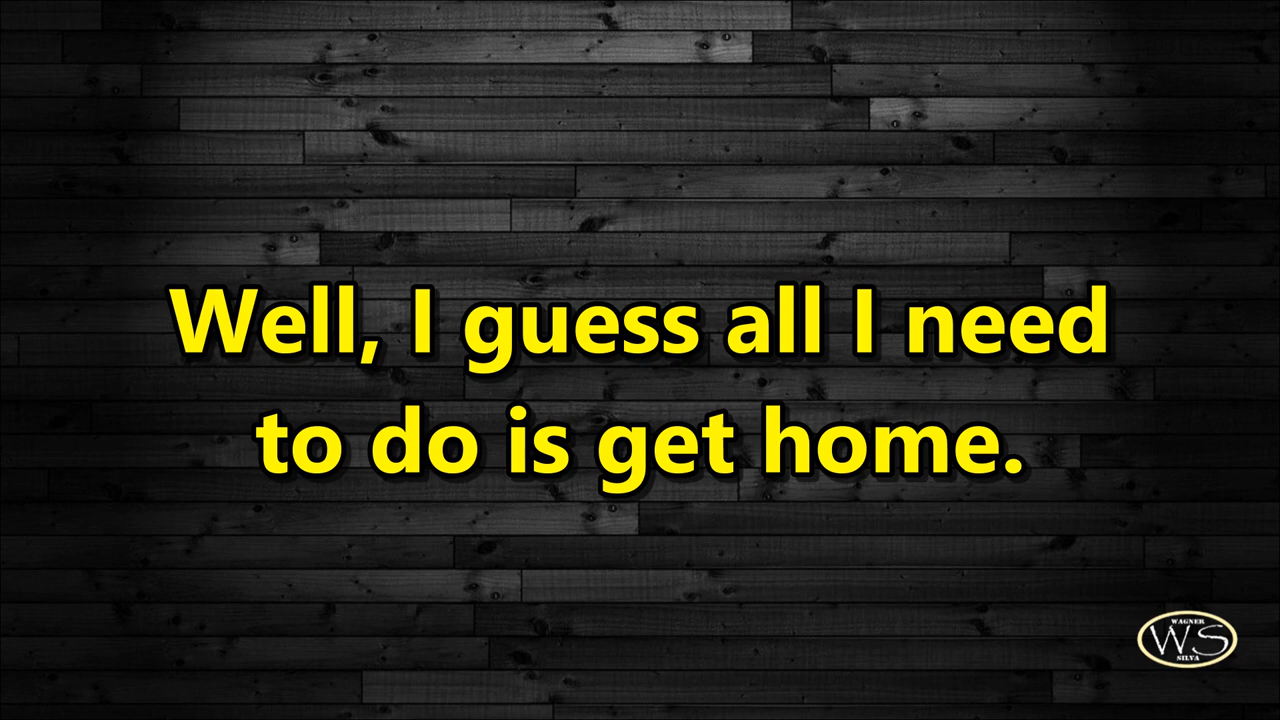 Well, I guess all I need
to do is get home.
WAGNER
WS
SILVA